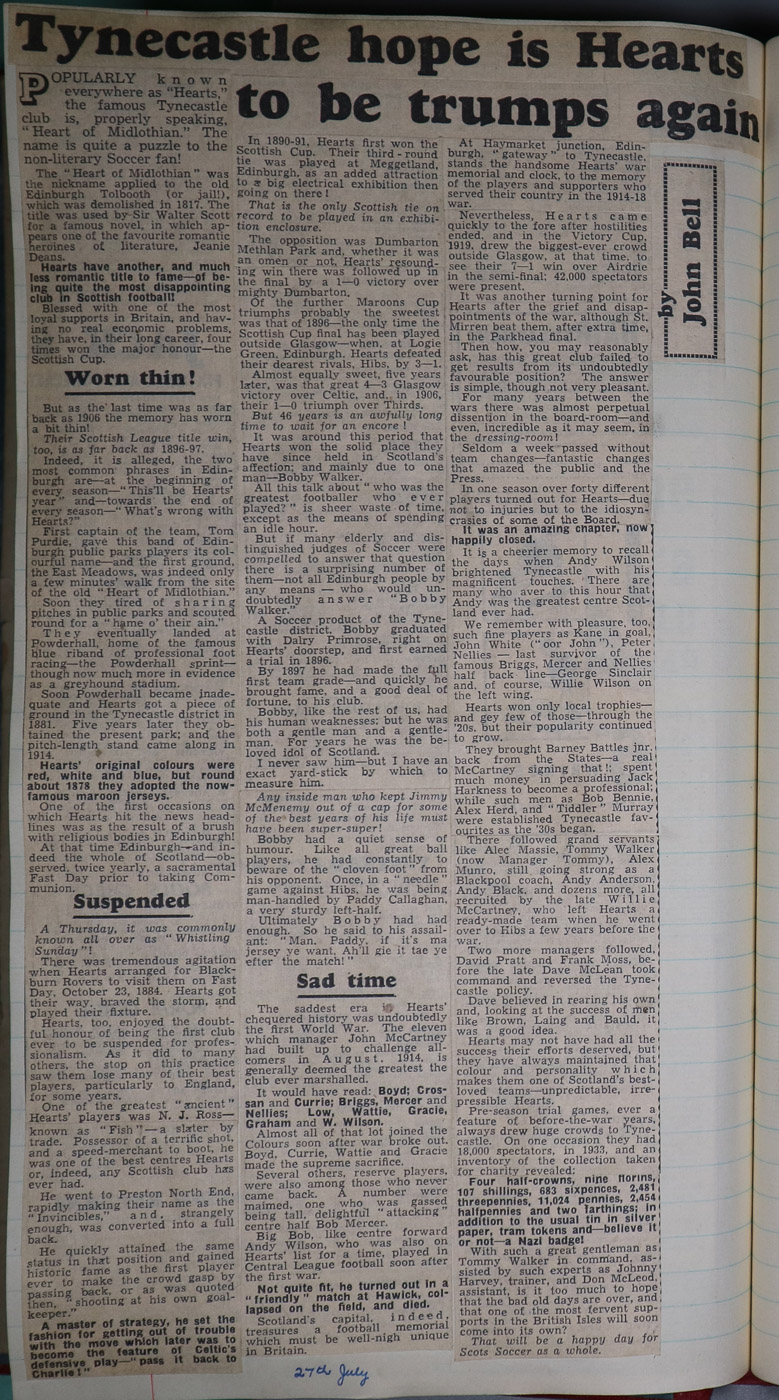 Tynecastle hope is Hearts
to be trumps again
by
John Bell
POPULARLY known
everywhere as "Hearts,"
the famous Tynecastle
club is, properly speaking,
"Heart of Midlothian." The
name is quite a puzzle to the
non-literary Soccer fan!
The "Heart of Midlothian" was
the nickname applied to the old
Edinburgh Tolbooth (or jail!),
which was demolished in 1817. The
title was used by Sir Walter Scott
for a famous novel, in which ap-
pears one of the favourite romantic
heroines of literature, Jeanie
Deans.
Hearts have another, and much
less romantic title to fame—of be-
ing quite the most disappointing
club in Scottish football!
Blessed with one of the most
loyal supports in Britain, and hav-
ing no real economic problems,
they have, in their long career, four
times won the major honour—the
Scottish Cup.
Worn thin!
But as the last time was as far
back as 1906 the memory has worn
a bit thin!
Their Scottish League title win,
too, is as far back as 1896-97.
Indeed, it is alleged, the two
most common phrases in Edin-
burgh are—at the beginning of
every season—"This'll be Hearts'
year" and—towards the end of
every season—"What's wrong with
Hearts?"
First captain of the team, Tom
Purdie, gave this band of Edin-
burgh public parks players its col-
ourful name—and the first ground,
the East Meadows, was indeed only
a few minutes' walk from the site
of the old "Heart of Midlothian."
Soon they tired of sharing
pitches in public parks and scouted
round for a "hame o' their ain."
They eventually landed at
Powderhall, home of the famous
blue riband of professional foot
racing—the Powderhall sprint—
though now much more in evidence
as a greyhound stadium.
Soon Powderhall became inade-
quate and Hearts got a piece of
ground in the Tynecastle district in
1881. Five years later they ob-
tained the present park; and the
pitch-length stand came along in
1914.
Hearts' original colours were
red, white and blue, but round
about 1878 they adopted the now-
famous maroon jerseys.
One of the first occasions on
which Hearts hit the news head-
lines was as the result of a brush
with religious bodies in Edinburgh!
At that time Edinburgh—and in-
deed the whole of Scotland—ob-
served, twice yearly, a sacramental
Fast Day prior to taking Com-
munion.
Suspended
A Thursday, it was commonly
known all over as "Whistling
Sunday"!
There was tremendous agitation
when Hearts arranged for Black-
burn Rovers to visit them on Fast
Day, October 23, 1884. Hearts got
their way, braved the storm, and
played their fixture.
Hearts, too, enjoyed the doubt-
ful honour of being the first club
ever to be suspended for profes-
sionalism. As it did to many
others, the stop on this practice
saw them lose many of their best
players, particularly to England,
for some years.
One of the greatest "ancient"
Hearts' players was N. J. Ross—
known as "Fish"—a slater by
trade. Possessor of a terrific shot,
and a speed-merchant to boot, he
was one of the best centres Hearts
or, indeed, any Scottish club has
ever had.
He went to Preston North End,
rapidly making their name as the
"Invincibles," and, strangely
enough, was converted into a full
back.
He quickly attained the same
status in that position and gained
historic fame as the first player
ever to make the crowd gasp by
passing back, or as was quoted
then, "shooting at his own goal-
keeper."
A master of strategy, he set the
fashion for getting out of trouble
with the move which later was to
become the feature of Celtic's
defensive play—"pass it back to
Charlie!"
In 1890-91, Hearts first won the
Scottish Cup. Their third-round
tie was played at Meggetland,
Edinburgh, as an added attraction
to a big electrical exhibition then
going on there!
That is the only Scottish tie on
record to be played in an exhibi-
tion enclosure.
The opposition was Dumbarton
Methlan Park and, whether it was
an omen or not, Hearts' resound-
ing win there was followed up in
the final by a 1—0 victory over
mighty Dumbarton.
Of the further Maroons Cup
triumphs probably the sweetest
was that of 1896—the only time the
Scottish Cup final has been played
outside Glasgow—when, at Logie
Green, Edinburgh, Hearts defeated
their dearest rivals, Hibs, by 3—1.
Almost equally sweet, five years
later, was that great 4—3 Glasgow
victory over Celtic, and, in 1906,
their 1—0 triumph over Thirds.
But 46 years is an awfully long
time to wait for an encore!
It was around this period that
Hearts won the solid place they
have since held in Scotland's
affection; and mainly due to one
man—Bobby Walker.
All this talk about "who was the
greatest footballer who ever
played?" is sheer waste of time,
except as the means of spending
an idle hour.
But if many elderly and dis-
tinguished judges of Soccer were
compelled to answer that question
there is a surprising number of
them—not all Edinburgh people by
any means—who would un-
doubtedly answer "Bobby
Walker."
A Soccer product of the Tyne-
castle district. Bobby graduated
with Dalry Primrose, right on
Hearts' doorstep, and first earned
a trial in 1896.
By 1897 he had made the full
first team grade—and quickly he
brought fame, and a good deal of
fortune, to his club.
Bobby, like the rest of us, had
his human weaknesses; but he was
both a gentle man and a gentle-
man. For years he was the be-
loved idol of Scotland.
I never saw him—but I have an
exact yard-stick by which to
measure him.
Any inside man who kept Jimmy
McMenemy out of a cap for some
of the best years of his life must
have been super-super!
Bobby had a quiet sense of
humour. Like all great ball
players, he had constantly to
beware of the "cloven foot" from
his opponent. Once, in a "needle"
game against Hibs, he was being
man-handled by Paddy Callaghan,
a very sturdy left-half.
Ultimately Bobby had had
enough. So he said to his assail-
ant: "Man, Paddy, if it's ma
jersey ye want, Ah'll gie it tae ye
efter the match!"
Sad time
The saddest era in Hearts'
chequered history was undoubtedly
the first World War. The eleven
which manager John McCartney
had built up to challenge all-
comers in August, 1914, is
generally deemed the greatest the
club ever marshalled.
It would have read: Boyd; Cros-
san and Currie; Briggs, Mercer and
Nellies; Low, Wattie, Gracie,
Graham and W. Wilson.
Almost all of that lot joined the
Colours soon after war broke out.
Boyd, Currie, Wattie and Gracie
made the supreme sacrifice.
Several others, reserve players,
were also among those who never
came back. A number were
maimed, one who was gassed
being tall, delightful "attacking"
centre half Bob Mercer.
Big Bob, like centre forward
Andy Wilson, who was also on
Hearts' list for a time, played in
Central League football soon after
the first war.
Not quite fit, he turned out in a
"friendly" match at Hawick, col-
lapsed on the field, and died.
Scotland's capital, indeed,
treasures a football memorial
which must be well-nigh unique
in Britain.
At Haymarket junction, Edin-
burgh, "gateway" to Tynecastle,
stands the handsome Hearts' war
memorial and clock, to the memory
of the players and supporters who
served their country in the 1914-18
war.
Nevertheless, Hearts came
quickly to the fore after hostilities
ended, and in the Victory Cup,
1919, drew the biggest-ever crowd
outside Glasgow, at that time, to
see their 7—1 win over Airdrie
in the semi-final; 42,000 spectators
were present.
It was another turning point for
Hearts after the grief and disap-
pointments of the war, although St.
Mirren beat them, after extra time,
in the Parkhead final.
Then how, you may reasonably
ask, has this great club failed to
get results from its undoubtedly
favourable position? The answer
is simple, though not very pleasant.
For many years between the
wars there was almost perpetual
dissention in the board-room—and
even, incredible as it may seem, in
the dressing-room!
Seldom a week passed without
team changes—fantastic changes
that amazed the public and the
Press.
In one season over forty different
players turned out for Hearts—due
not to injuries but to the idiosyn-
crasies of some of the Board.
It was an amazing chapter, now
happily closed.
It is a cheerier memory to recall
the days when Andy Wilson
brightened Tynecastle with his
magnificent touches. There are
many who aver to this hour that
Andy was the greatest centre Scot-
land ever had.
We remember with pleasure, too,
such fine players as Kane in goal,
John White ("oor John"), Peter
Nellies — last survivor of the
famous Briggs, Mercer and Nellies
half back line—George Sinclair
and, of course, Willie Wilson on
the left wing.
Hearts won only local trophies—
and gey few of those—through the
'20s, but their popularity continued
to grow.
They brought Barney Battles jnr.
back from the States—a real
McCartney signing that!; spent
much money in persuading Jack
Harkness to become a professional;
while such men as Bob Bennie,
Alex Herd, and "Tiddler" Murray
were established Tynecastle fav-
ourites as the '30s began.
There followed grand servants
like Alec Massie, Tommy Walker
(now Manager Tommy), Alex
Munro, still going strong as a
Blackpool coach, Andy Anderson,
Andy Black, and dozens more, all
recruited by the late Willie
McCartney, who left Hearts a
ready-made team when he went
over to Hibs a few years before the
war.
Two more managers followed,
David Pratt and Frank Moss, be-
fore the late Dave McLean took
command and reversed the Tyne-
castle policy.
Dave believed in rearing his own
and, looking at the success of men
like Brown, Laing and Bauld, it
was a good idea.
Hearts may not have had all the
success their efforts deserved, but
they have always maintained that
colour and personality which
makes them one of Scotland's best-
loved teams—unpredictable, irre-
pressible Hearts.
Pre-season trial games, ever a
feature of before-the-war years,
always drew huge crowds to Tyne-
castle. On one occasion they had
18,000 spectators, in 1933, and an
inventory of the collection taken
for charity revealed:
Four half-crowns, nine florins,
107 shillings, 683 sixpences, 2,481
threepennies, 11,024 pennies, 2,454
halfpennies and two farthings; in
addition to the usual tin in silver
paper, tram tokens and—believe it
or not—a Nazi badge!
With such a great gentleman as
Tommy Walker in command, as-
sisted by such experts as Johnny
Harvey, trainer, and Don McLeod,
assistant, is it too much to hope
that the bad old days are over, and
that one of the most fervent sup-
ports in the British Isles will soon
come into its own?
That will be a happy day for
Scots Soccer as a whole.
27th July